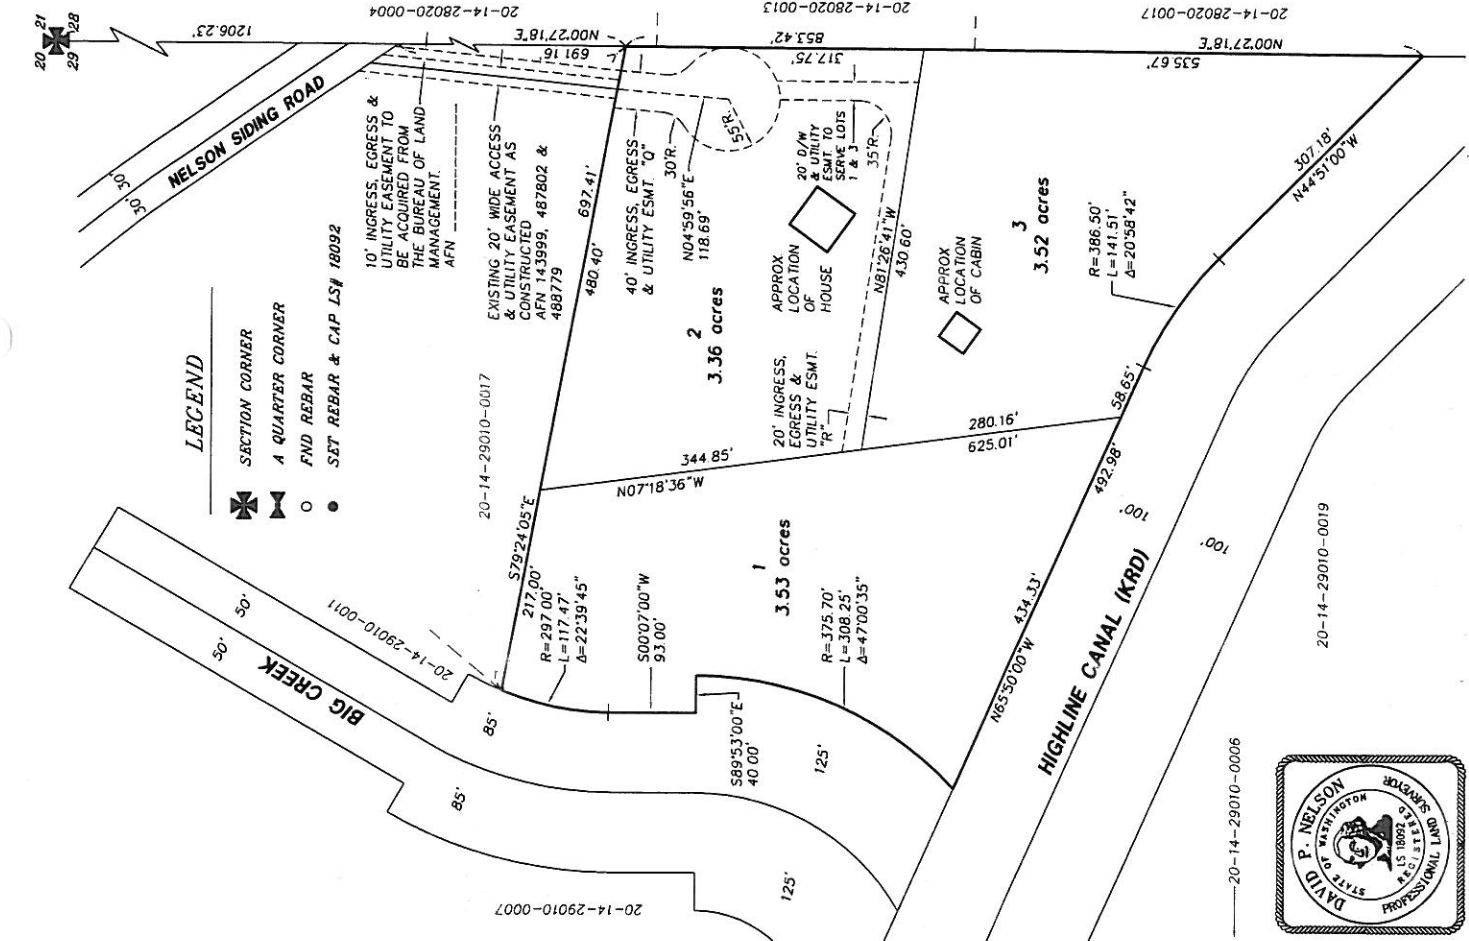 20 21
29 28
1206.23'
20-14-28020-0004
N00°27'18"E
691.16
20-14-28020-0013
853.42'
317.75'
20-14-28020-0017
N00°27'18"E
535.67'
30'
30'
NELSON SIDING ROAD
10' INGRESS, EGRESS &
UTILITY EASEMENT TO
BE ACQUIRED FROM
THE BUREAU OF LAND
MANAGEMENT.
AFN
EXISTING 20' WIDE ACCESS
& UTILITY EASEMENT AS
CONSTRUCTED
AFN 143999, 487802 &
488779
697.41'
480.40'
40' INGRESS, EGRESS
& UTILITY ESMT. "Q"
30'R.
N04°59'56"E
118.69'
55'R.
20' D/W
& UTILITY
ESMT. TO
SERVE LOTS
1 & 3
35'R.
LEGEND
SECTION CORNER
A QUARTER CORNER
FND REBAR
SET REBAR & CAP LS# 18092
20-14-29010-0017
2
3.36 acres
APPROX
LOCATION
OF
HOUSE
N81°26'41"W
430.60'
APPROX
LOCATION
OF CABIN
3
3.52 acres
R=386.50'
L=141.51'
Δ=20°58'42"
307.18'
N44°51'00"W
20' INGRESS,
EGRESS &
UTILITY ESMT.
"R"
344.85'
N07°18'36"W
280.16'
625.01'
58.65'
492.98'
S79°24'05"E
217.00'
R=297.00'
L=117.47'
Δ=22°39'45"
S00°07'00"W
93.00'
1
3.53 acres
R=375.70'
L=308.25'
Δ=47°00'35"
S89°53'00"E
40.00'
434.33'
N65°50'00"W
HIGHLINE CANAL (KRD)
100'
100'
20-14-29010-0019
20-14-29010-0011
50'
50'
BIG CREEK
85'
85'
125'
125'
20-14-29010-0007
20-14-29010-0006
DAVID P. NELSON
STATE OF WASHINGTON
LS 18092
REGISTERED
PROFESSIONAL LAND SURVEYOR